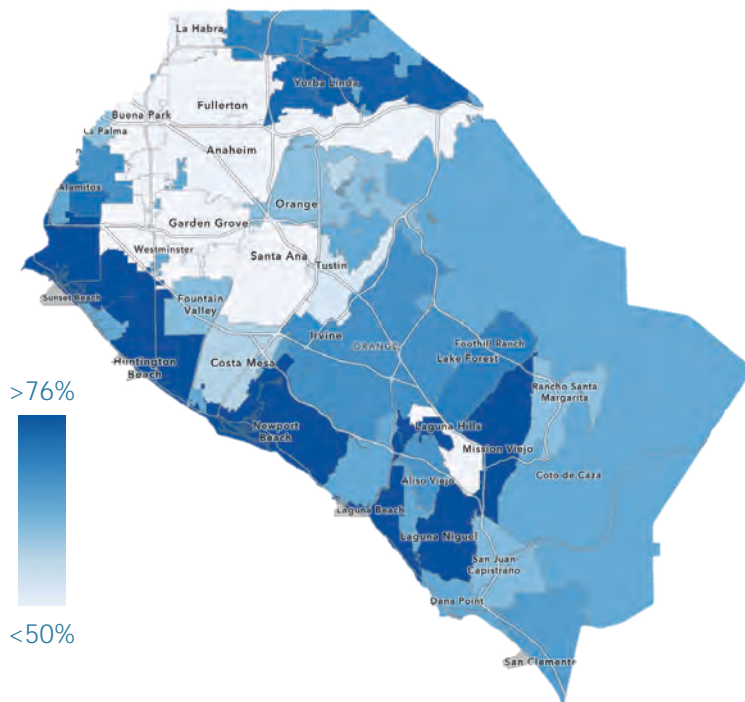 La Habra
Yorba Linda
Fullerton
Buena Park
La Palma
Anaheim
Alamitos
Orange
Garden Grove
Westminster
Santa Ana
Tustin
Sunset Beach
Fountain
Valley
Irvine
ORANGE
Foothill Ranch
Lake Forest
Huntington
Beach
Costa Mesa
Rancho Santa
Margarita
>76%
Newport
Beach
Laguna Hills
Mission Viejo
Coto de Caza
Aliso Viejo
Laguna Beach
Laguna Niguel
San Juan
Capistrano
Dana Point
<50%
San Clemente